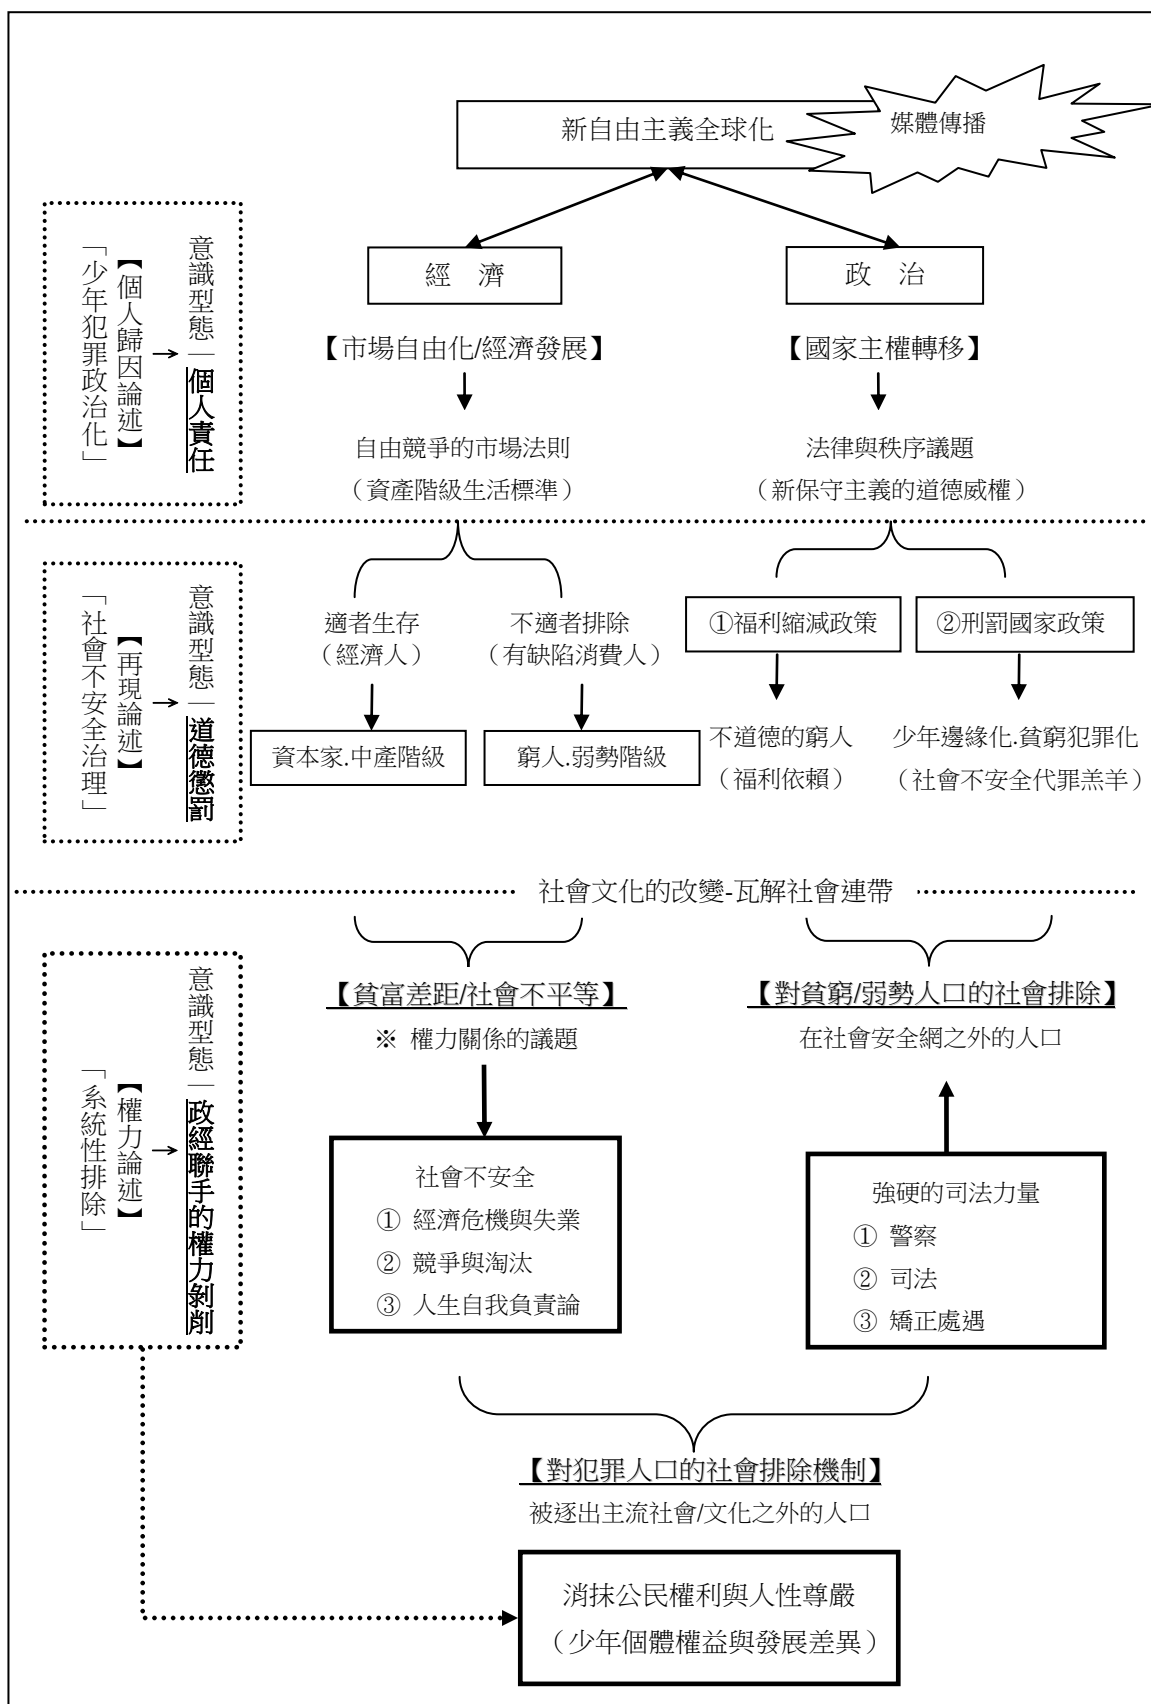 新自由主義全球化
媒體傳播
經　濟
政　治
【市場自由化/經濟發展】
【國家主權轉移】
自由競爭的市場法則
（資產階級生活標準）
法律與秩序議題
（新保守主義的道德威權）
意識型態—個人責任
【個人歸因論述】→
「少年犯罪政治化」
適者生存
（經濟人）
不適者排除
（有缺陷消費人）
①福利縮減政策
②刑罰國家政策
資本家.中產階級
窮人.弱勢階級
不道德的窮人
（福利依賴）
少年邊緣化.貧窮犯罪化
（社會不安全代罪羔羊）
意識型態—道德懲罰
【再現論述】→
「社會不安全治理」
社會文化的改變-瓦解社會連帶
【貧富差距/社會不平等】
※ 權力關係的議題
【對貧窮/弱勢人口的社會排除】
在社會安全網之外的人口
社會不安全
① 經濟危機與失業
② 競爭與淘汰
③ 人生自我負責論
強硬的司法力量
① 警察
② 司法
③ 矯正處遇
意識型態—政經聯手的權力剝削
【權力論述】→
「系統性排除」
【對犯罪人口的社會排除機制】
被逐出主流社會/文化之外的人口
消抹公民權利與人性尊嚴
（少年個體權益與發展差異）